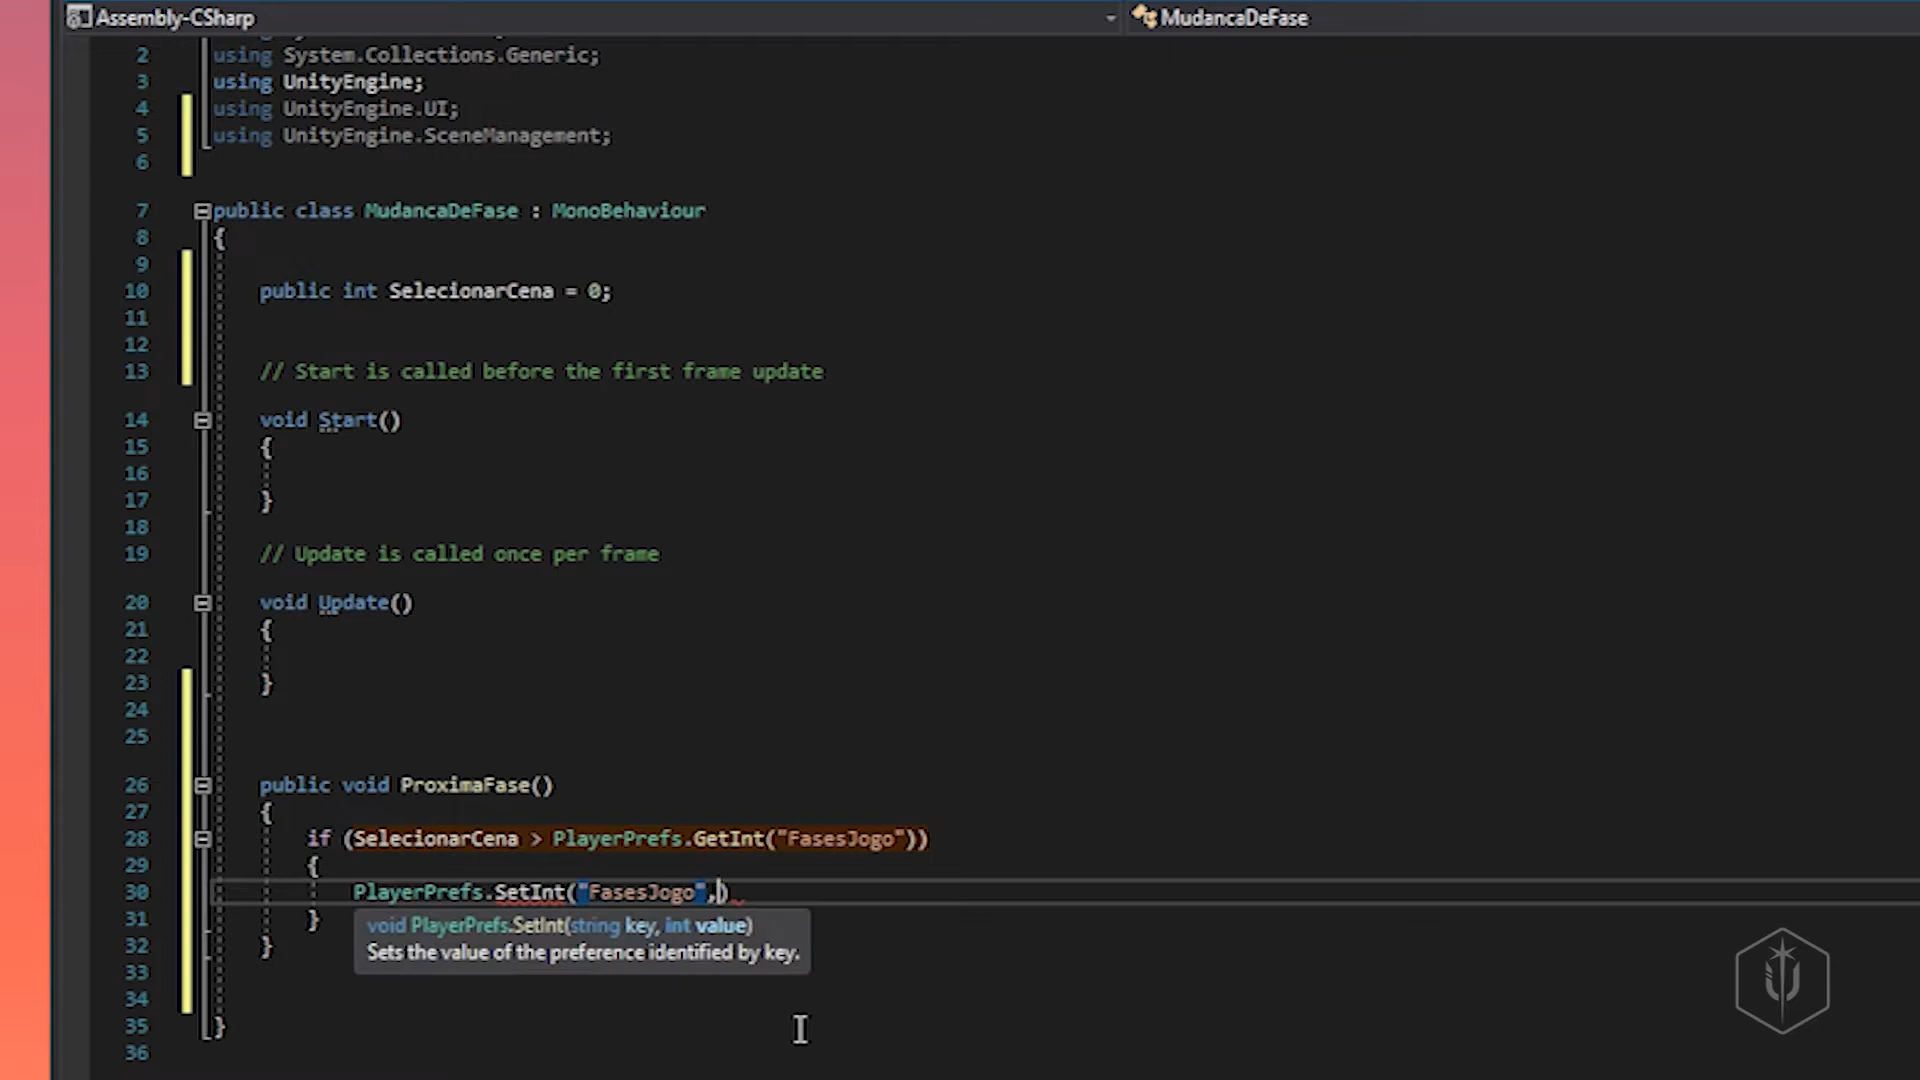 Assembly-CSharp
MudancaDeFase
2 using System.Collections.Generic;
3 using UnityEngine;
4 using UnityEngine.UI;
5 using UnityEngine.SceneManagement;
6
7 public class MudancaDeFase : MonoBehaviour
8 {
9
10 public int SelecionarCena = 0;
11
12
13 // Start is called before the first frame update
14 void Start()
15 {
16
17 }
18
19 // Update is called once per frame
20 void Update()
21 {
22
23 }
24
25
26 public void ProximaFase()
27 {
28 if (SelecionarCena > PlayerPrefs.GetInt("FasesJogo"))
29 {
30 PlayerPrefs.SetInt("FasesJogo",)
31 }
void PlayerPrefs.SetInt(string key, int value)
32 }
Sets the value of the preference identified by key.
33
34
35 }
36